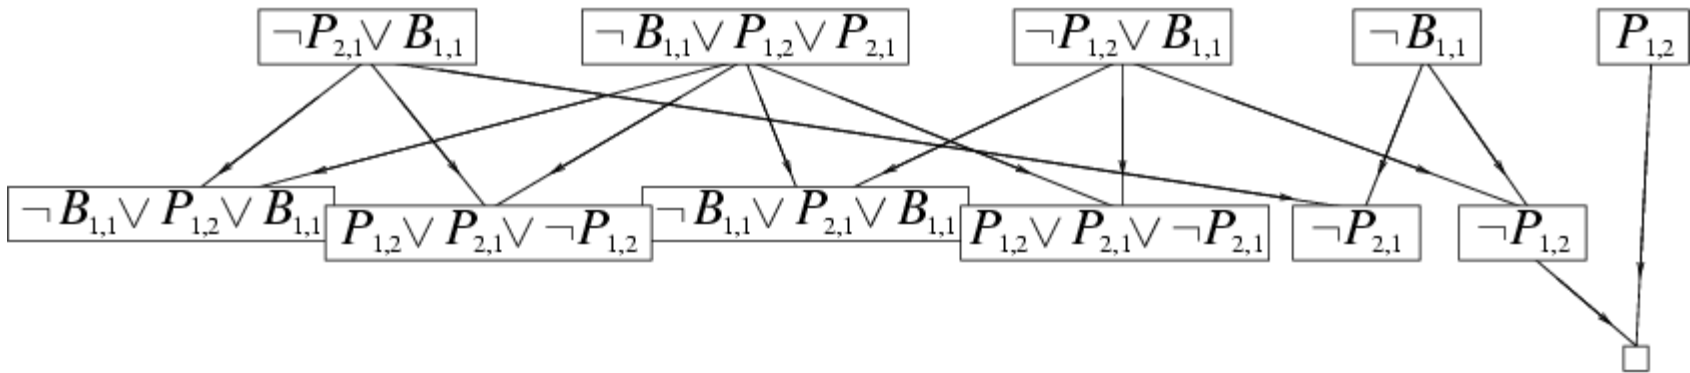 ¬P₂,₁ ∨ B₁,₁
¬B₁,₁ ∨ P₁,₂ ∨ P₂,₁
¬P₁,₂ ∨ B₁,₁
¬B₁,₁
P₁,₂
¬B₁,₁ ∨ P₁,₂ ∨ B₁,₁
P₁,₂ ∨ P₂,₁ ∨ ¬P₁,₂
¬B₁,₁ ∨ P₂,₁ ∨ B₁,₁
P₁,₂ ∨ P₂,₁ ∨ ¬P₂,₁
¬P₂,₁
¬P₁,₂